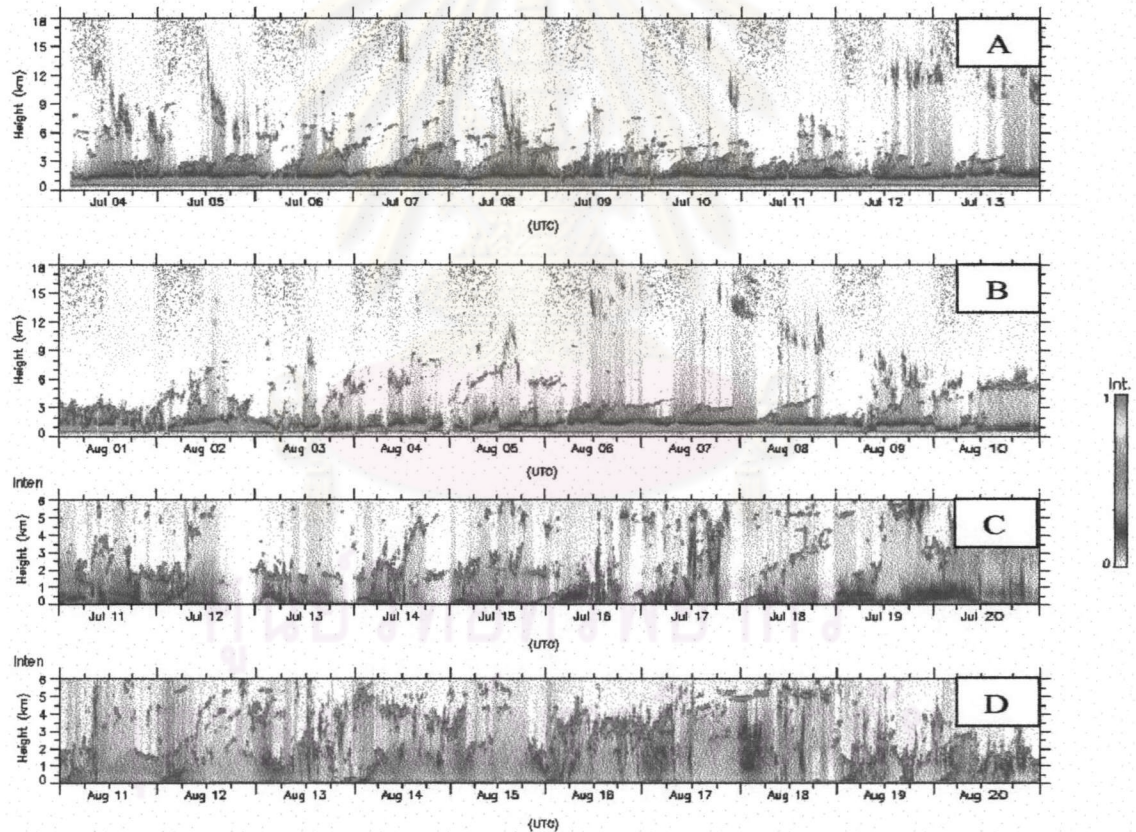 A
18
15
12
9
6
3
0
Height (km)
Jul 04 Jul 05 Jul 06 Jul 07 Jul 08 Jul 09 Jul 10 Jul 11 Jul 12 Jul 13
(UTC)
B
18
15
12
9
6
3
0
Height (km)
Aug 01 Aug 02 Aug 03 Aug 04 Aug 05 Aug 06 Aug 07 Aug 08 Aug 09 Aug 10
(UTC)
Int.
1
0
Inten
C
6
5
4
3
2
1
0
Height (km)
Jul 11 Jul 12 Jul 13 Jul 14 Jul 15 Jul 16 Jul 17 Jul 18 Jul 19 Jul 20
(UTC)
Inten
D
6
5
4
3
2
1
0
Height (km)
Aug 11 Aug 12 Aug 13 Aug 14 Aug 15 Aug 16 Aug 17 Aug 18 Aug 19 Aug 20
(UTC)